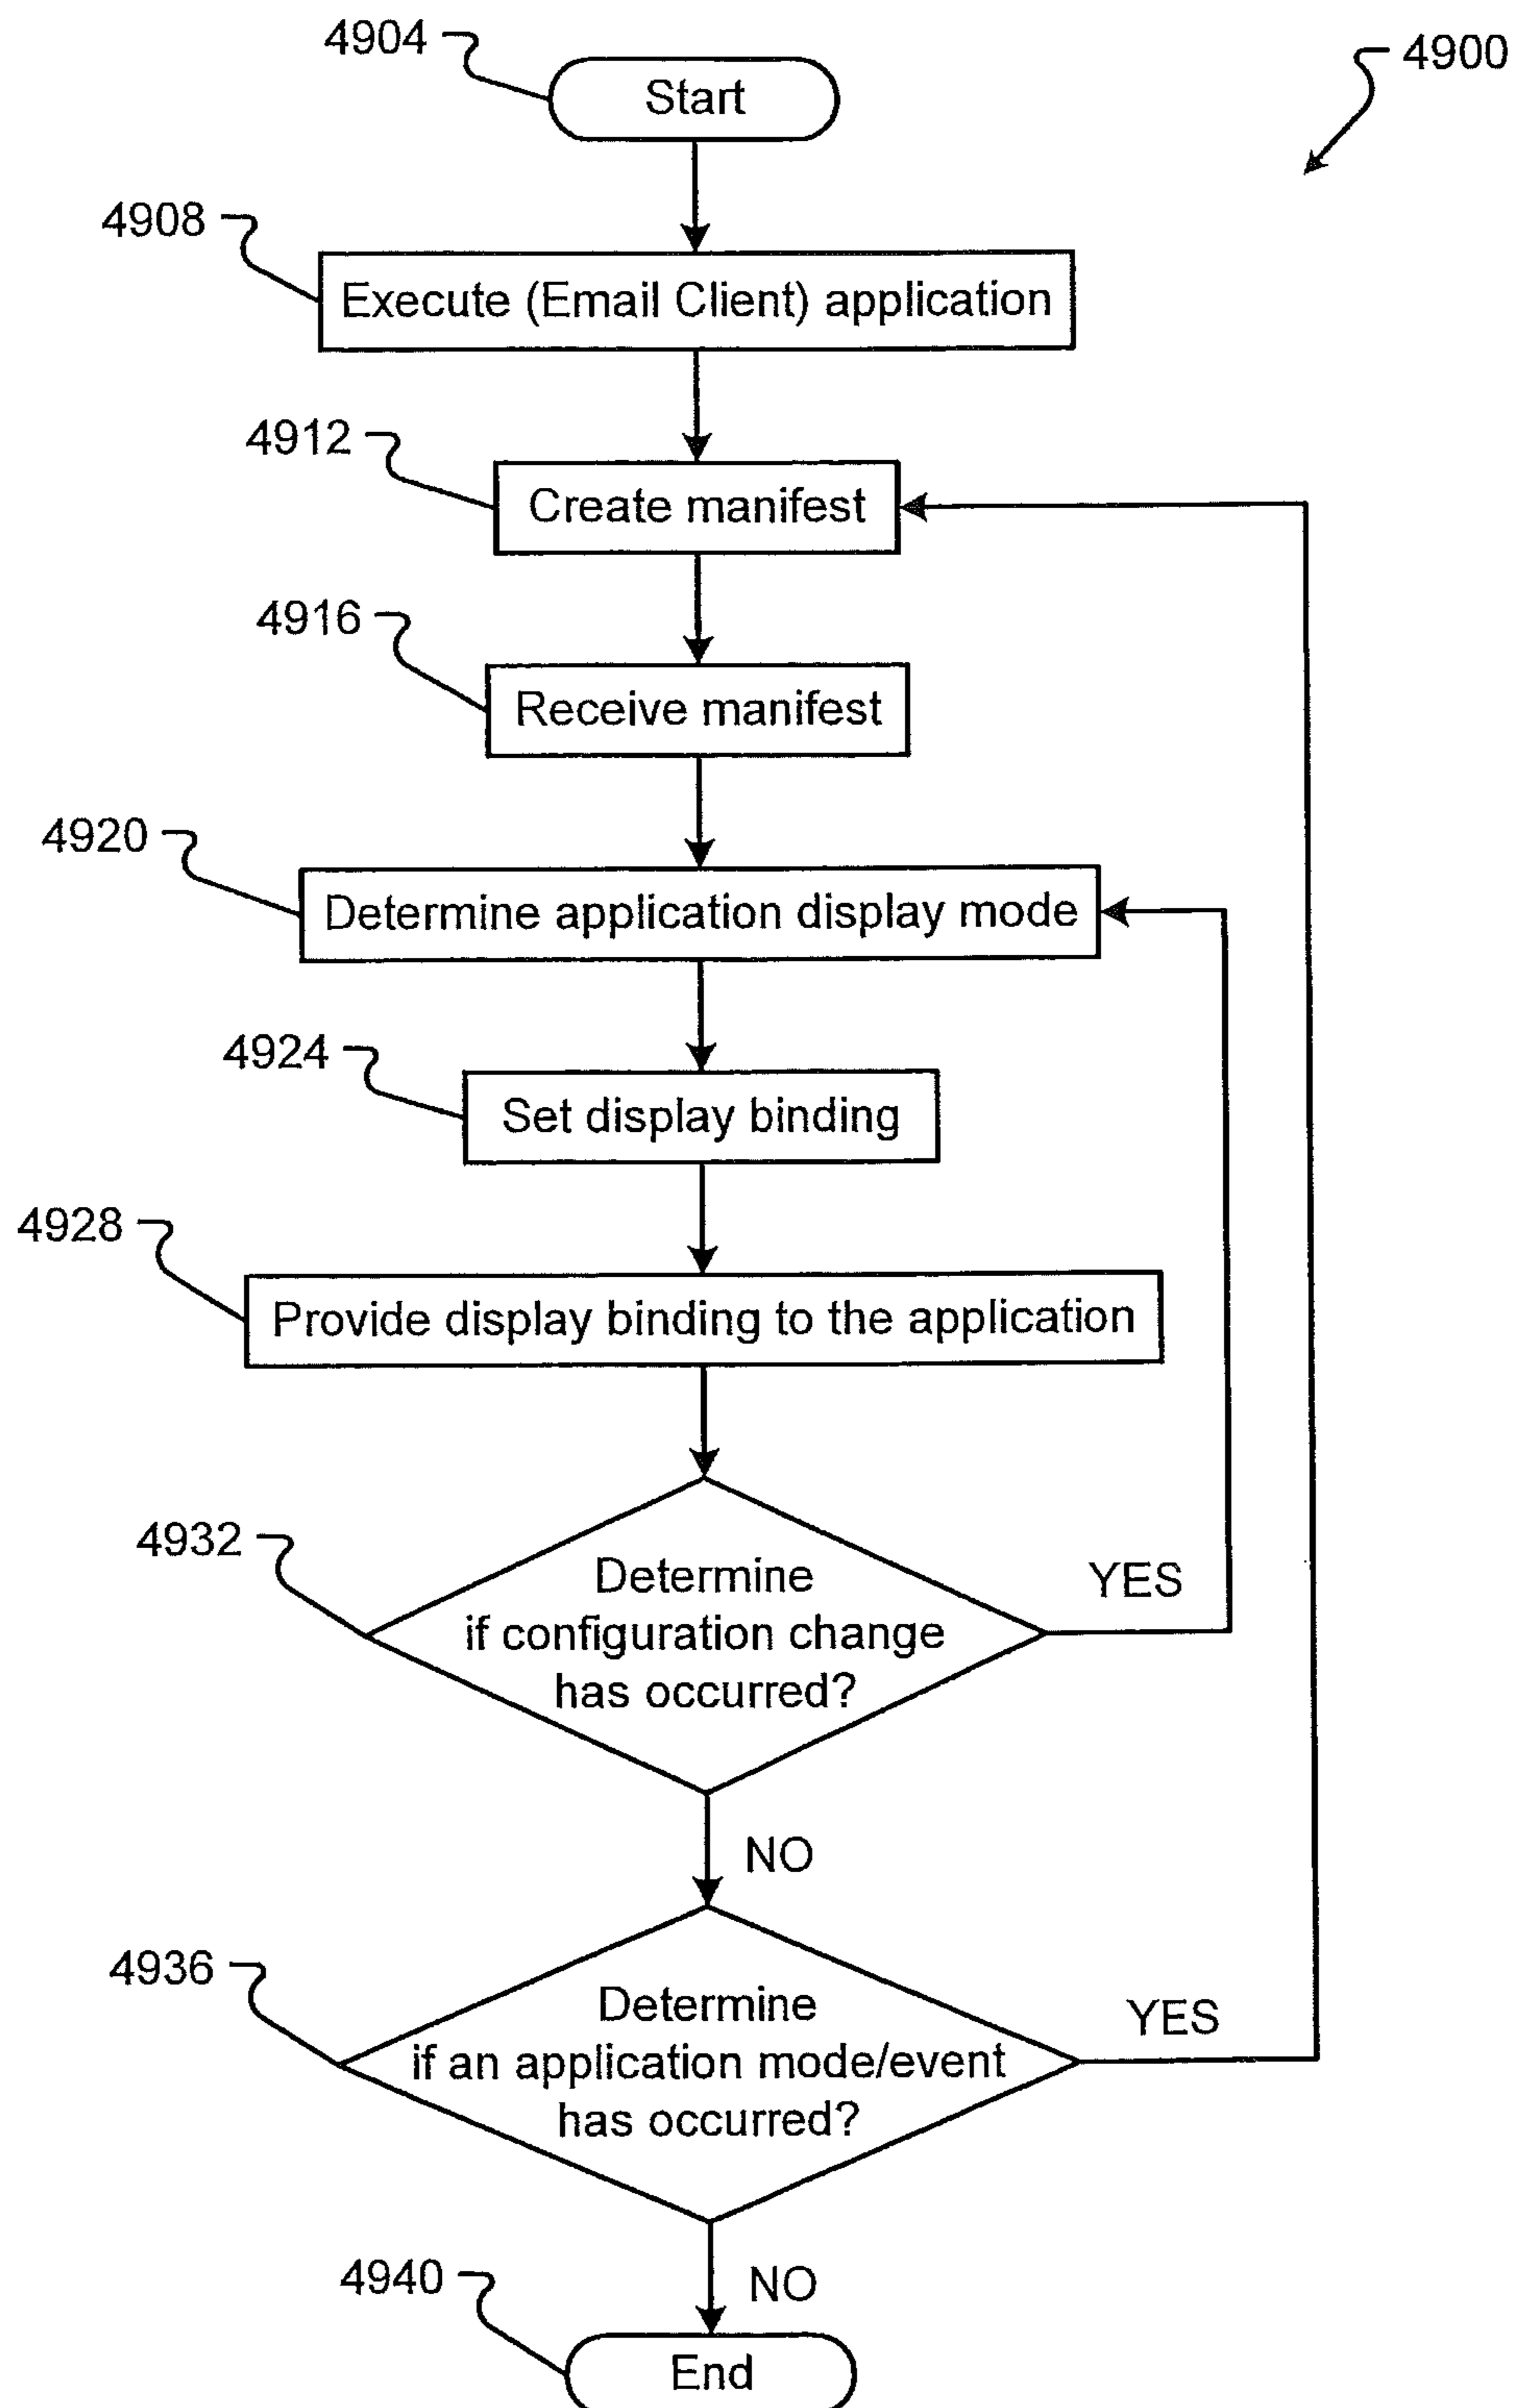 4904
Start
4900
4908
Execute (Email Client) application
4912
Create manifest
4916
Receive manifest
4920
Determine application display mode
4924
Set display binding
4928
Provide display binding to the application
4932
Determine
if configuration change
has occurred?
YES
NO
4936
Determine
if an application mode/event
has occurred?
YES
NO
4940
End